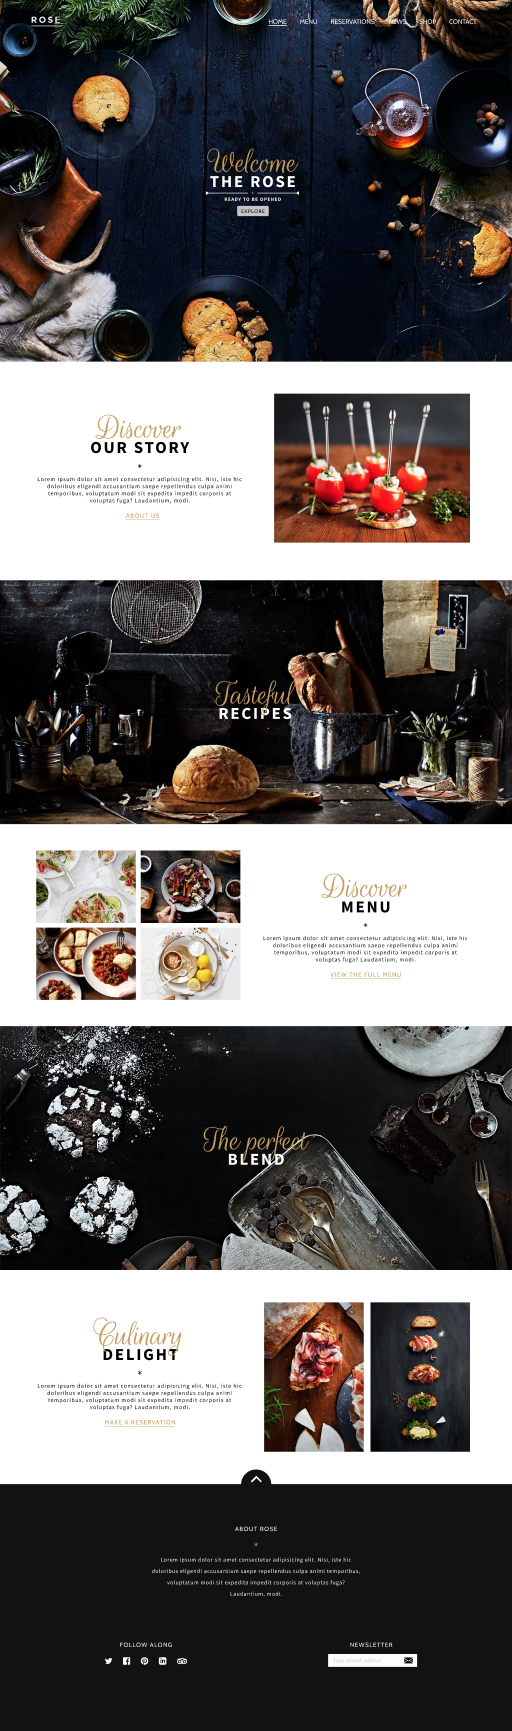 ROSE
HOME MENU RESERVATIONS NEWS SHOP CONTACT
Welcome
THE ROSE
READY TO BE OPENED
EXPLORE
Discover
OUR STORY
*
Lorem ipsum dolor sit amet consectetur adipisicing elit. Nisi, iste hic
doloribus eligendi accusantium saepe repellendus culpa animi
temporibus, voluptatum modi sit expedita impedit corporis at
voluptas fuga? Laudantium, modi.
ABOUT US
Tasteful
RECIPES
Discover
MENU
*
Lorem ipsum dolor sit amet consectetur adipisicing elit. Nisi, iste hic
doloribus eligendi accusantium saepe repellendus culpa animi
temporibus, voluptatum modi sit expedita impedit corporis at
voluptas fuga? Laudantium, modi.
VIEW THE FULL MENU
The perfect
BLEND
Culinary
DELIGHT
*
Lorem ipsum dolor sit amet consectetur adipisicing elit. Nisi, iste hic
doloribus eligendi accusantium saepe repellendus culpa animi
temporibus, voluptatum modi sit expedita impedit corporis at
voluptas fuga? Laudantium, modi.
MAKE A RESERVATION
ABOUT ROSE
*
Lorem ipsum dolor sit amet consectetur adipisicing elit. Nisi, iste hic
doloribus eligendi accusantium saepe repellendus culpa animi temporibus,
voluptatum modi sit expedita impedit corporis at voluptas fuga?
Laudantium, modi.
FOLLOW ALONG
NEWSLETTER
Your email adress